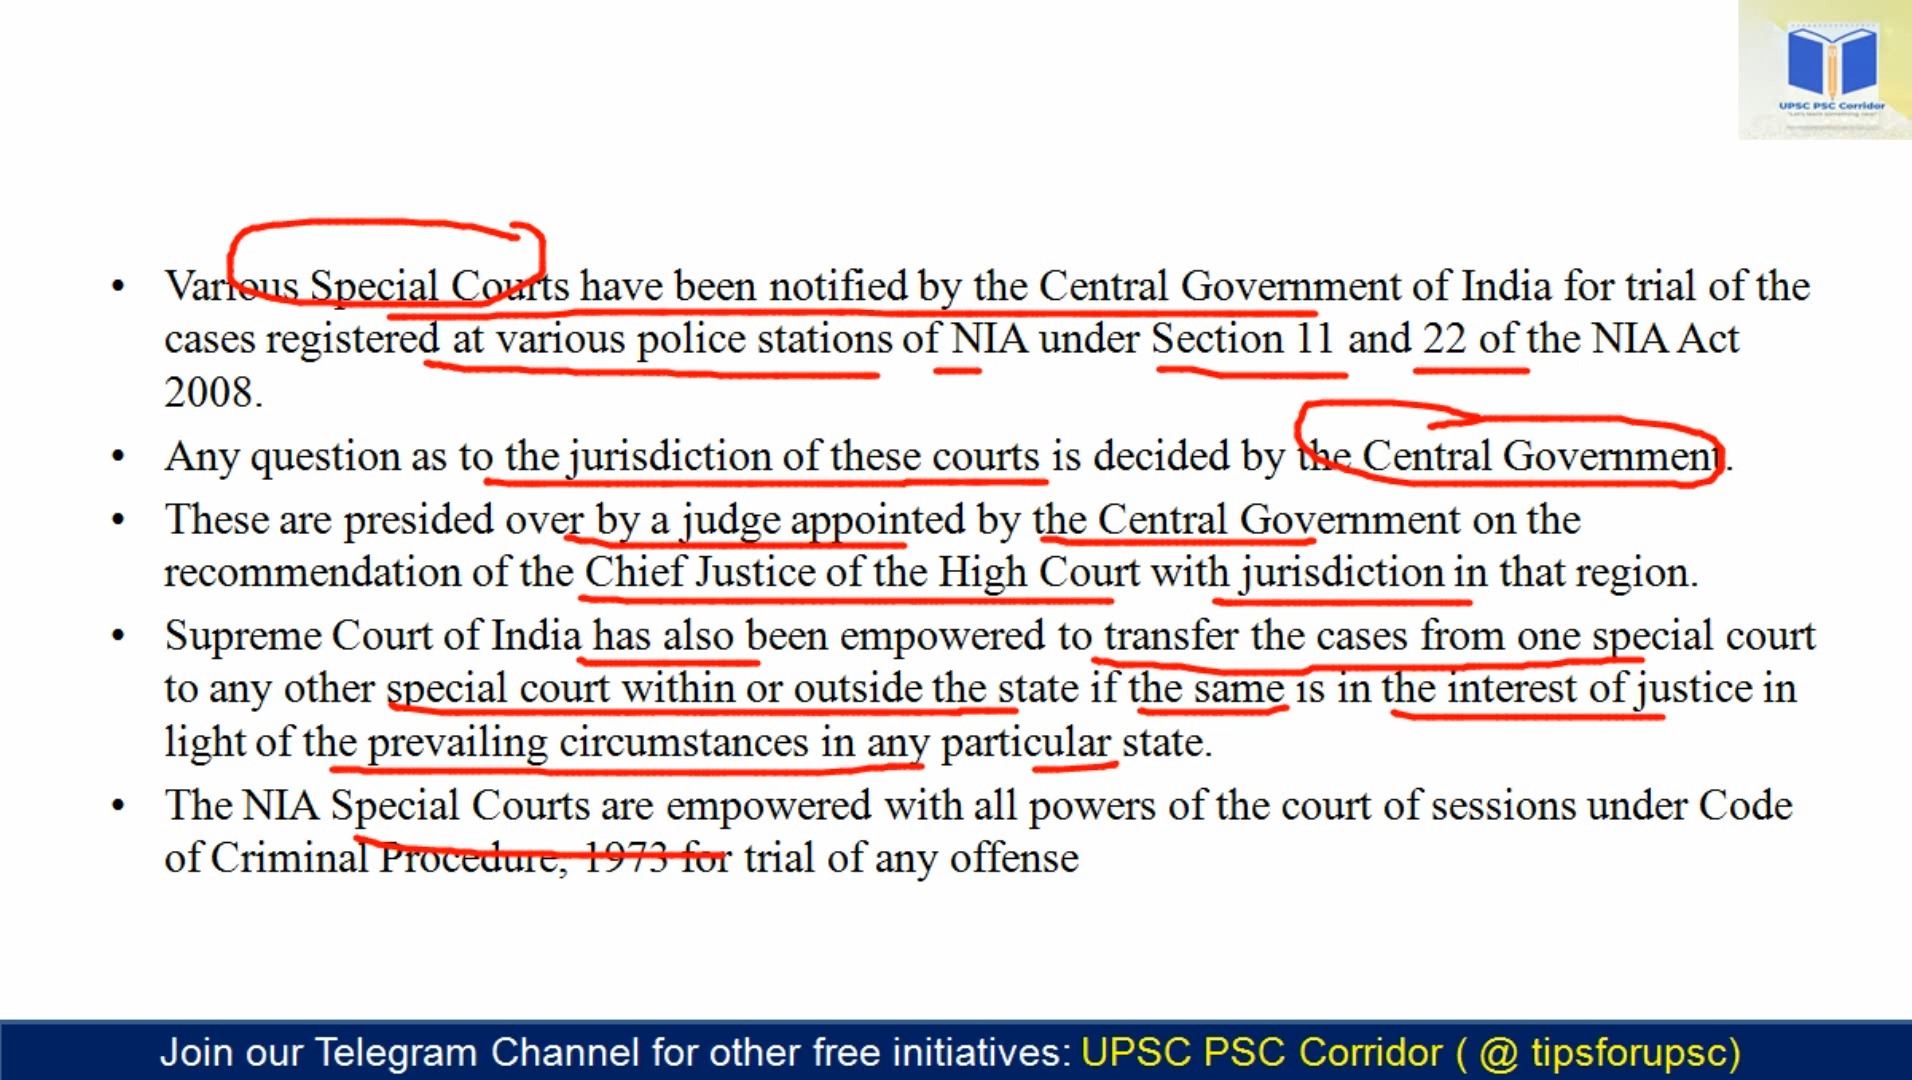 UPSC PSC Corridor
• Various Special Courts have been notified by the Central Government of India for trial of the
cases registered at various police stations of NIA under Section 11 and 22 of the NIA Act
2008.
• Any question as to the jurisdiction of these courts is decided by the Central Government.
• These are presided over by a judge appointed by the Central Government on the
recommendation of the Chief Justice of the High Court with jurisdiction in that region.
• Supreme Court of India has also been empowered to transfer the cases from one special court
to any other special court within or outside the state if the same is in the interest of justice in
light of the prevailing circumstances in any particular state.
• The NIA Special Courts are empowered with all powers of the court of sessions under Code
of Criminal Procedure, 1973 for trial of any offense
Join our Telegram Channel for other free initiatives: UPSC PSC Corridor ( @ tipsforupsc)